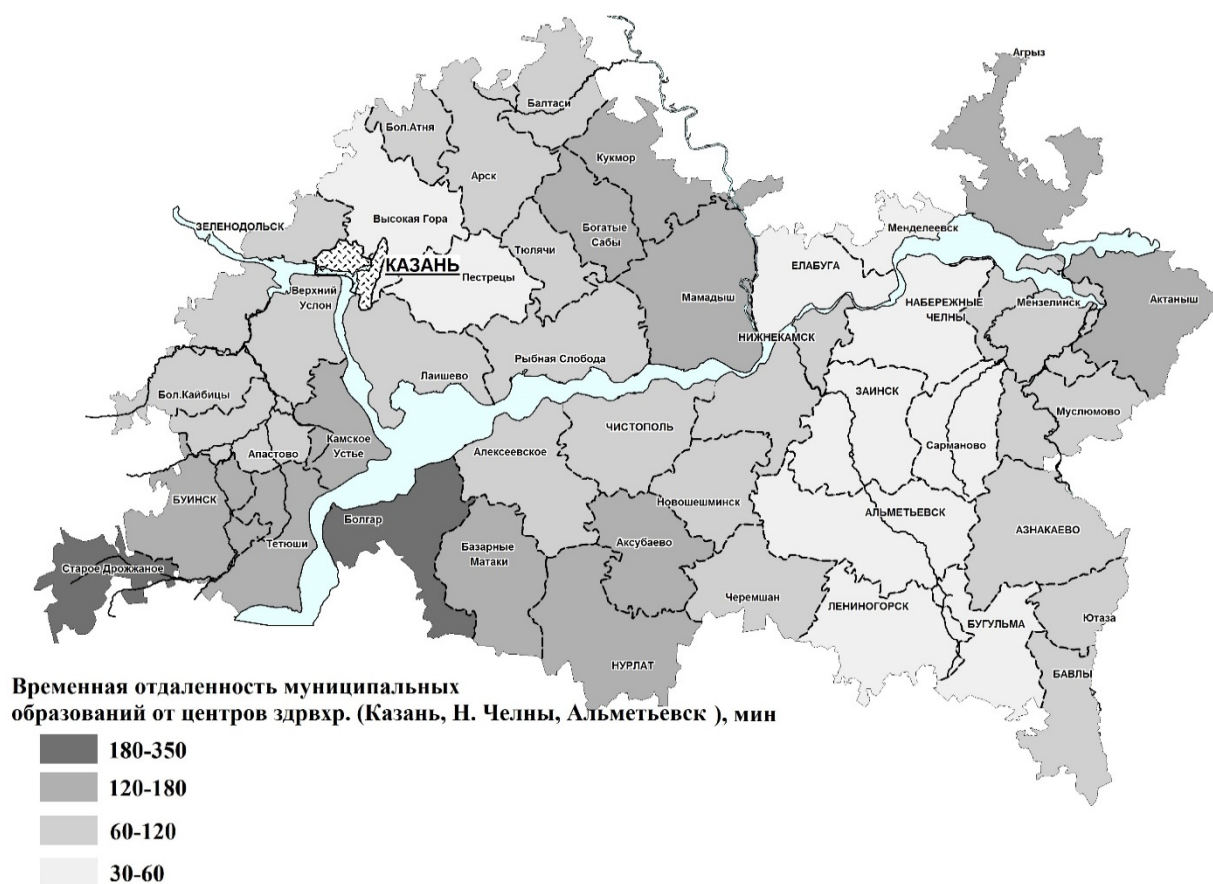 Агрыз
Балтаси
Бол.Атня
Кукмор
Арск
Высокая Гора
Богатые
Сабы
ЗЕЛЕНОДОЛЬСК
Тюлячи
Менделеевск
КАЗАНЬ
Пестрецы
ЕЛАБУГА
Верхний
Услон
Мамадыш
НАБЕРЕЖНЫЕ
ЧЕЛНЫ
Мензелинск
Актаныш
НИЖНЕКАМСК
Рыбная Слобода
Лаишево
Бол.Кайбицы
ЗАИНСК
Муслюмово
ЧИСТОПОЛЬ
Камское
Устье
Апастово
Алексеевское
Сарманово
БУИНСК
Новошешминск
АЛЬМЕТЬЕВСК
Болгар
АЗНАКАЕВО
Тетюши
Базарные
Матаки
Аксубаево
Старое Дрожжаное
Черемшан
ЛЕНИНОГОРСК
БУГУЛЬМА
Ютаза
НУРЛАТ
БАВЛЫ
Временная отдаленность муниципальных
образований от центров здрвхр. (Казань, Н. Челны, Альметьевск ), мин
180-350
120-180
60-120
30-60